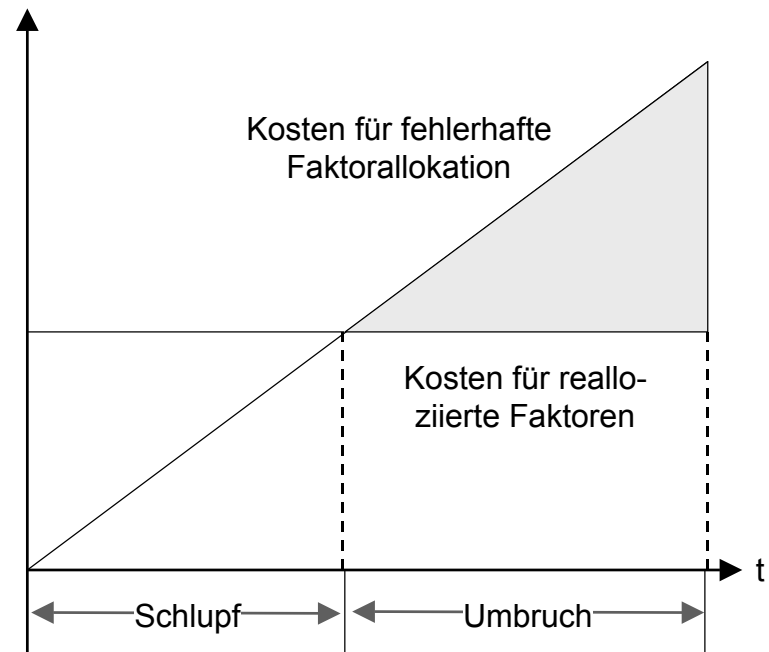 Kosten für fehlerhafte
Faktorallokation
Kosten für reallo-
ziierte Faktoren
t
Schlupf
Umbruch